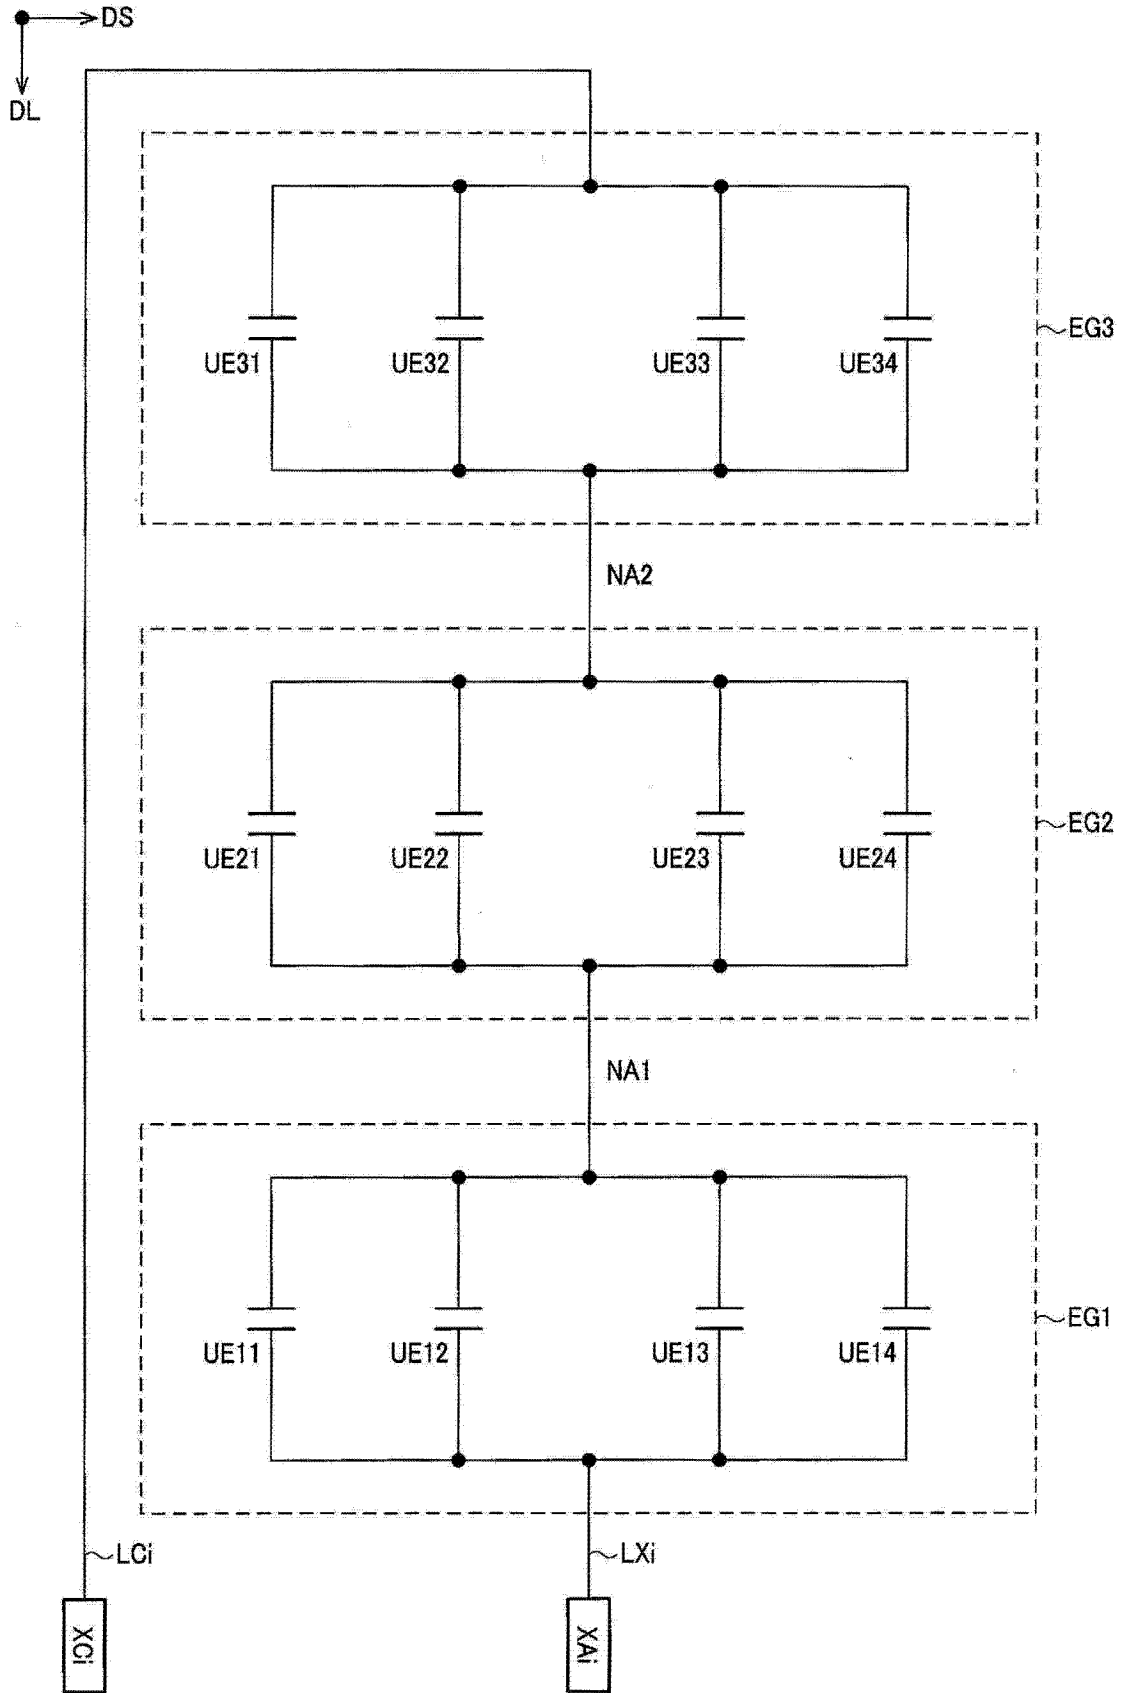 DS
DL
EG3
UE31 UE32 UE33 UE34
NA2
EG2
UE21 UE22 UE23 UE24
NA1
EG1
UE11 UE12 UE13 UE14
LCi LXi
XCi XAi